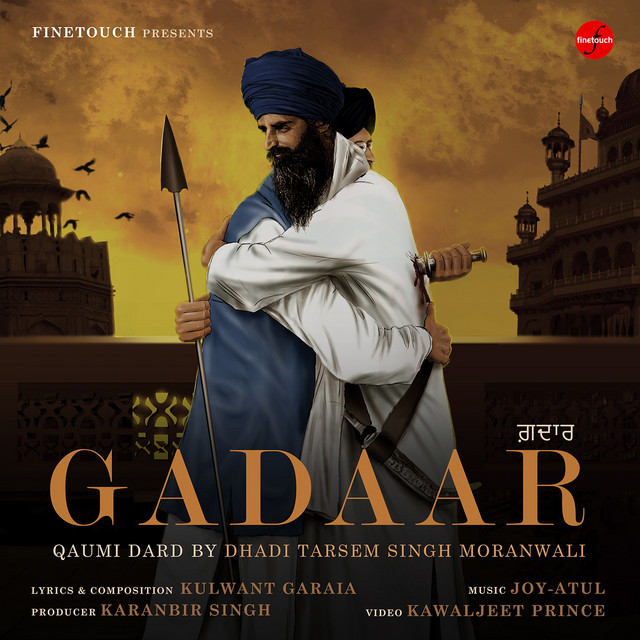 FINETOUCH PRESENTS
finetouch
ਗ਼ਦਾਰ
GADAAR
QAUMI DARD BY DHADI TARSEM SINGH MORANWALI
LYRICS & COMPOSITION KULWANT GARAIA
MUSIC JOY-ATUL
PRODUCER KARANBIR SINGH
VIDEO KAWALJEET PRINCE